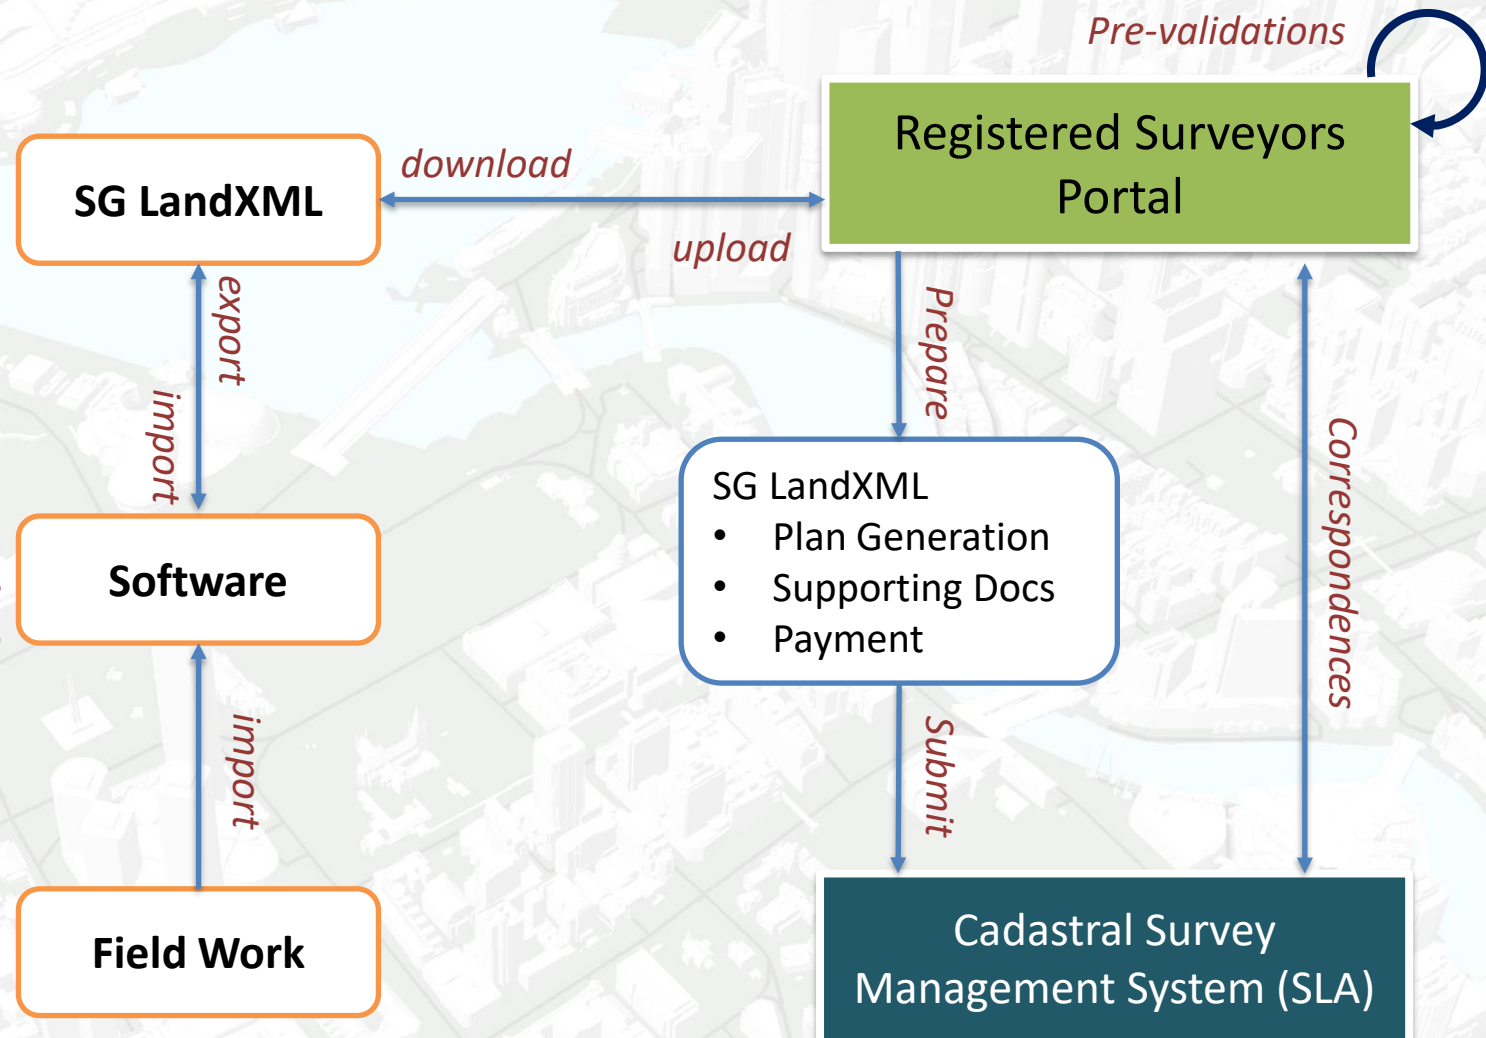 Pre-validations
Registered Surveyors
Portal
SG LandXML
download
upload
export
import
Prepare
SG LandXML
• Plan Generation
• Supporting Docs
• Payment
Correspondences
Software
import
Submit
Field Work
Cadastral Survey
Management System (SLA)